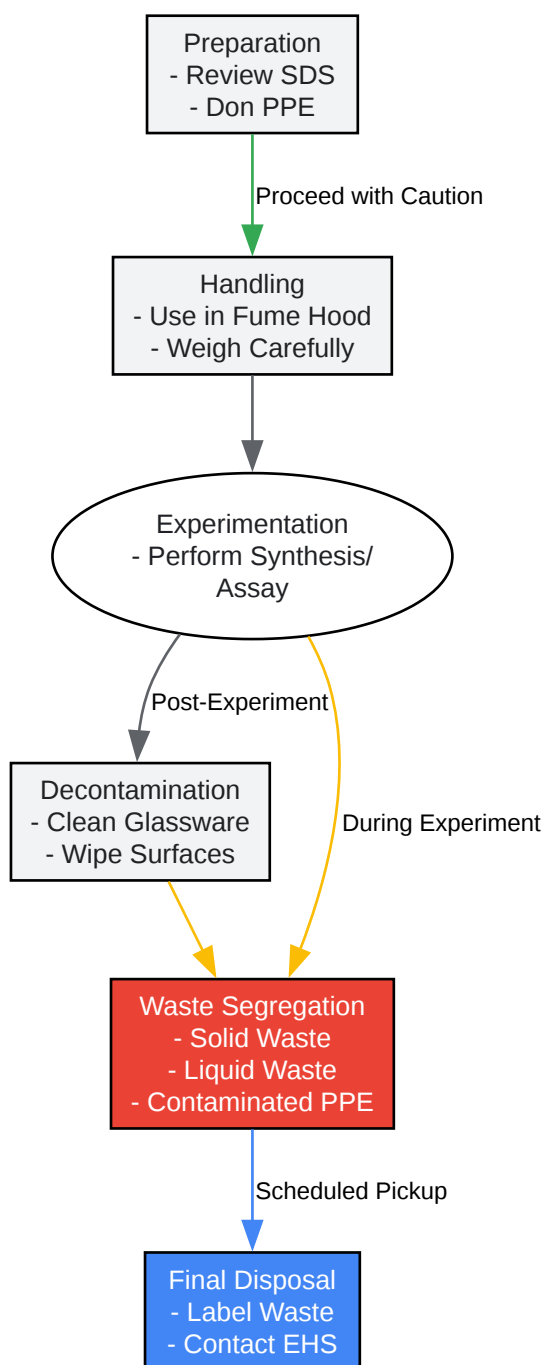 Preparation
- Review SDS
- Don PPE
Proceed with Caution
Handling
- Use in Fume Hood
- Weigh Carefully
Experimentation
- Perform Synthesis/
Assay
Post-Experiment
Decontamination
- Clean Glassware
- Wipe Surfaces
During Experiment
Waste Segregation
- Solid Waste
- Liquid Waste
- Contaminated PPE
Scheduled Pickup
Final Disposal
- Label Waste
- Contact EHS